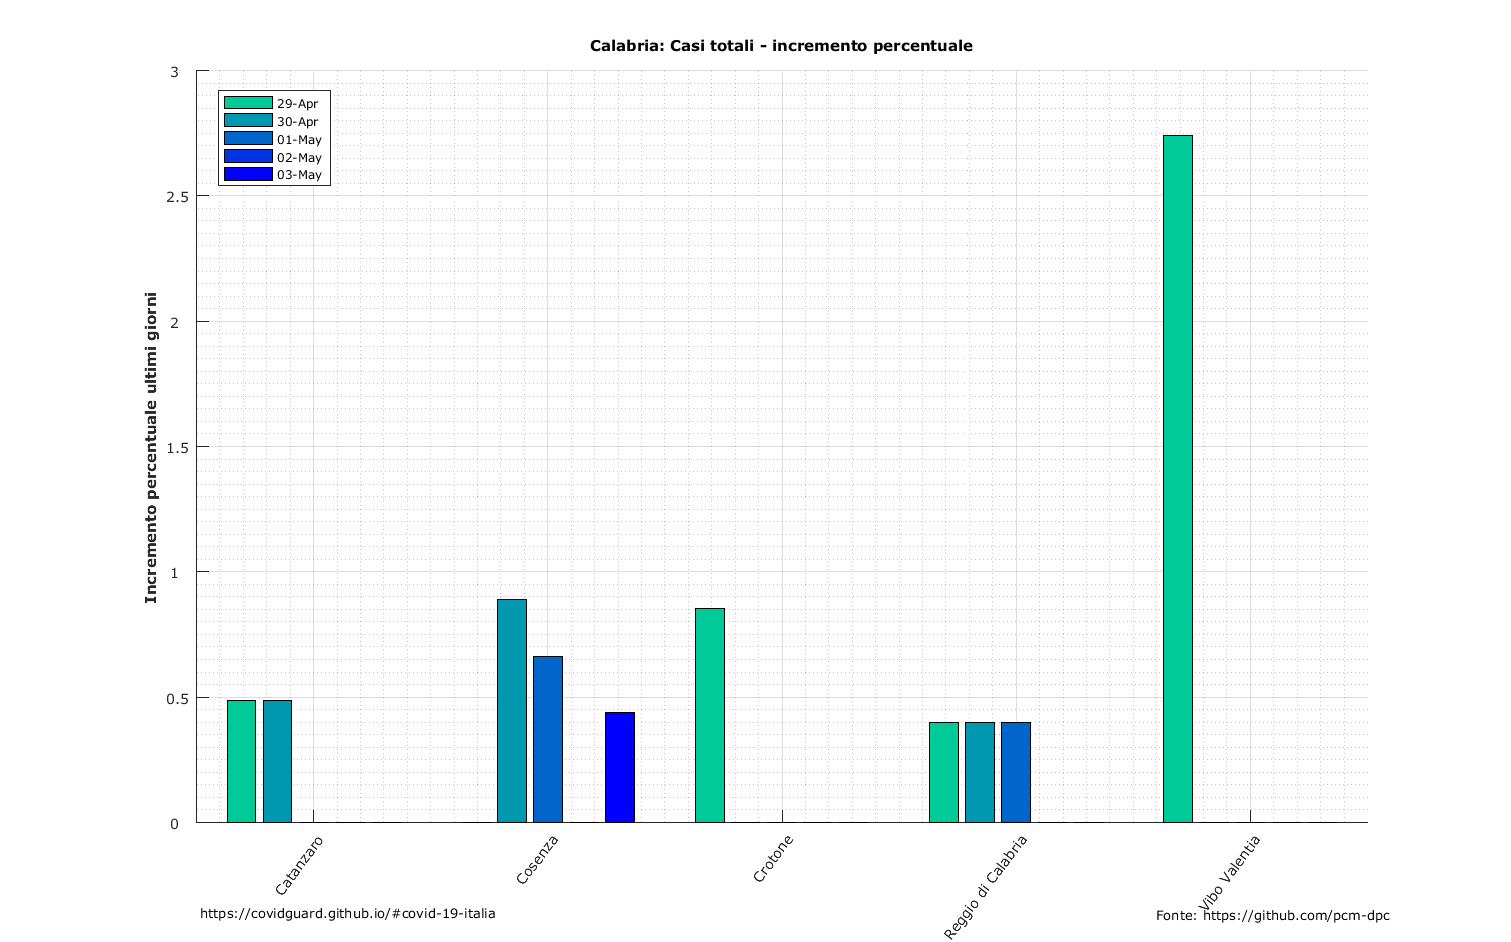 Calabria: Casi totali - incremento percentuale
3
2.5
2
1.5
1
0.5
0
Incremento percentuale ultimi giorni
29-Apr
30-Apr
01-May
02-May
03-May
Catanzaro
Cosenza
Crotone
Reggio di Calabria
Vibo Valentia
https://covidguard.github.io/#covid-19-italia
Fonte: https://github.com/pcm-dpc